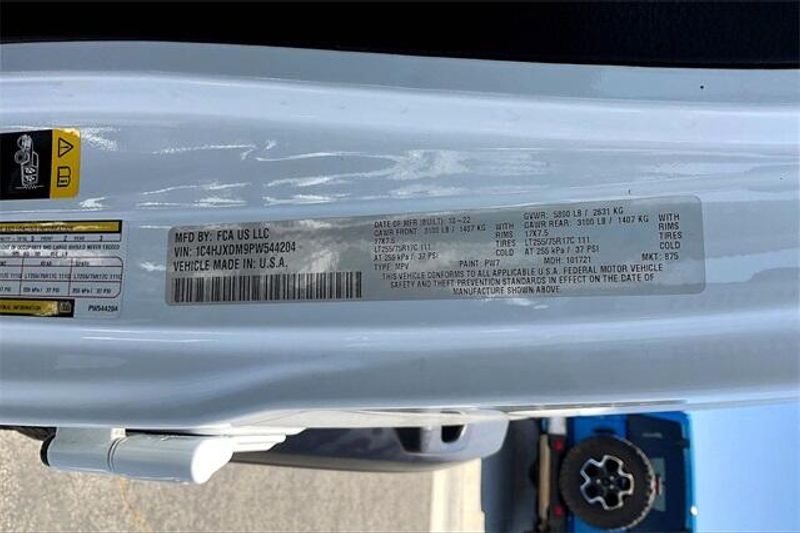 MFD BY: FCA US LLC
VIN: 1C4HJXDM9PW544204
VEHICLE MADE IN: U.S.A.
DATE OF MFR (BUILT): 10-22
GVWR: 5800 LB / 2631 KG
GAWR FRONT: 3100 LB / 1407 KG WITH
17X7.5 RIMS
LT255/75R17C 111 TIRES
AT 255 KPA / 37 PSI COLD
GAWR REAR: 3100 LB / 1407 KG WITH
17X7.5 RIMS
LT255/75R17C 111 TIRES
AT 255 KPA / 37 PSI COLD
TYPE: MPV PAINT: PW7 MDH: 101721 MKT: 875
THIS VEHICLE CONFORMS TO ALL APPLICABLE U.S.A. FEDERAL MOTOR VEHICLE
SAFETY AND THEFT PREVENTION STANDARDS IN EFFECT ON THE DATE OF
MANUFACTURE SHOWN ABOVE.
PW544204